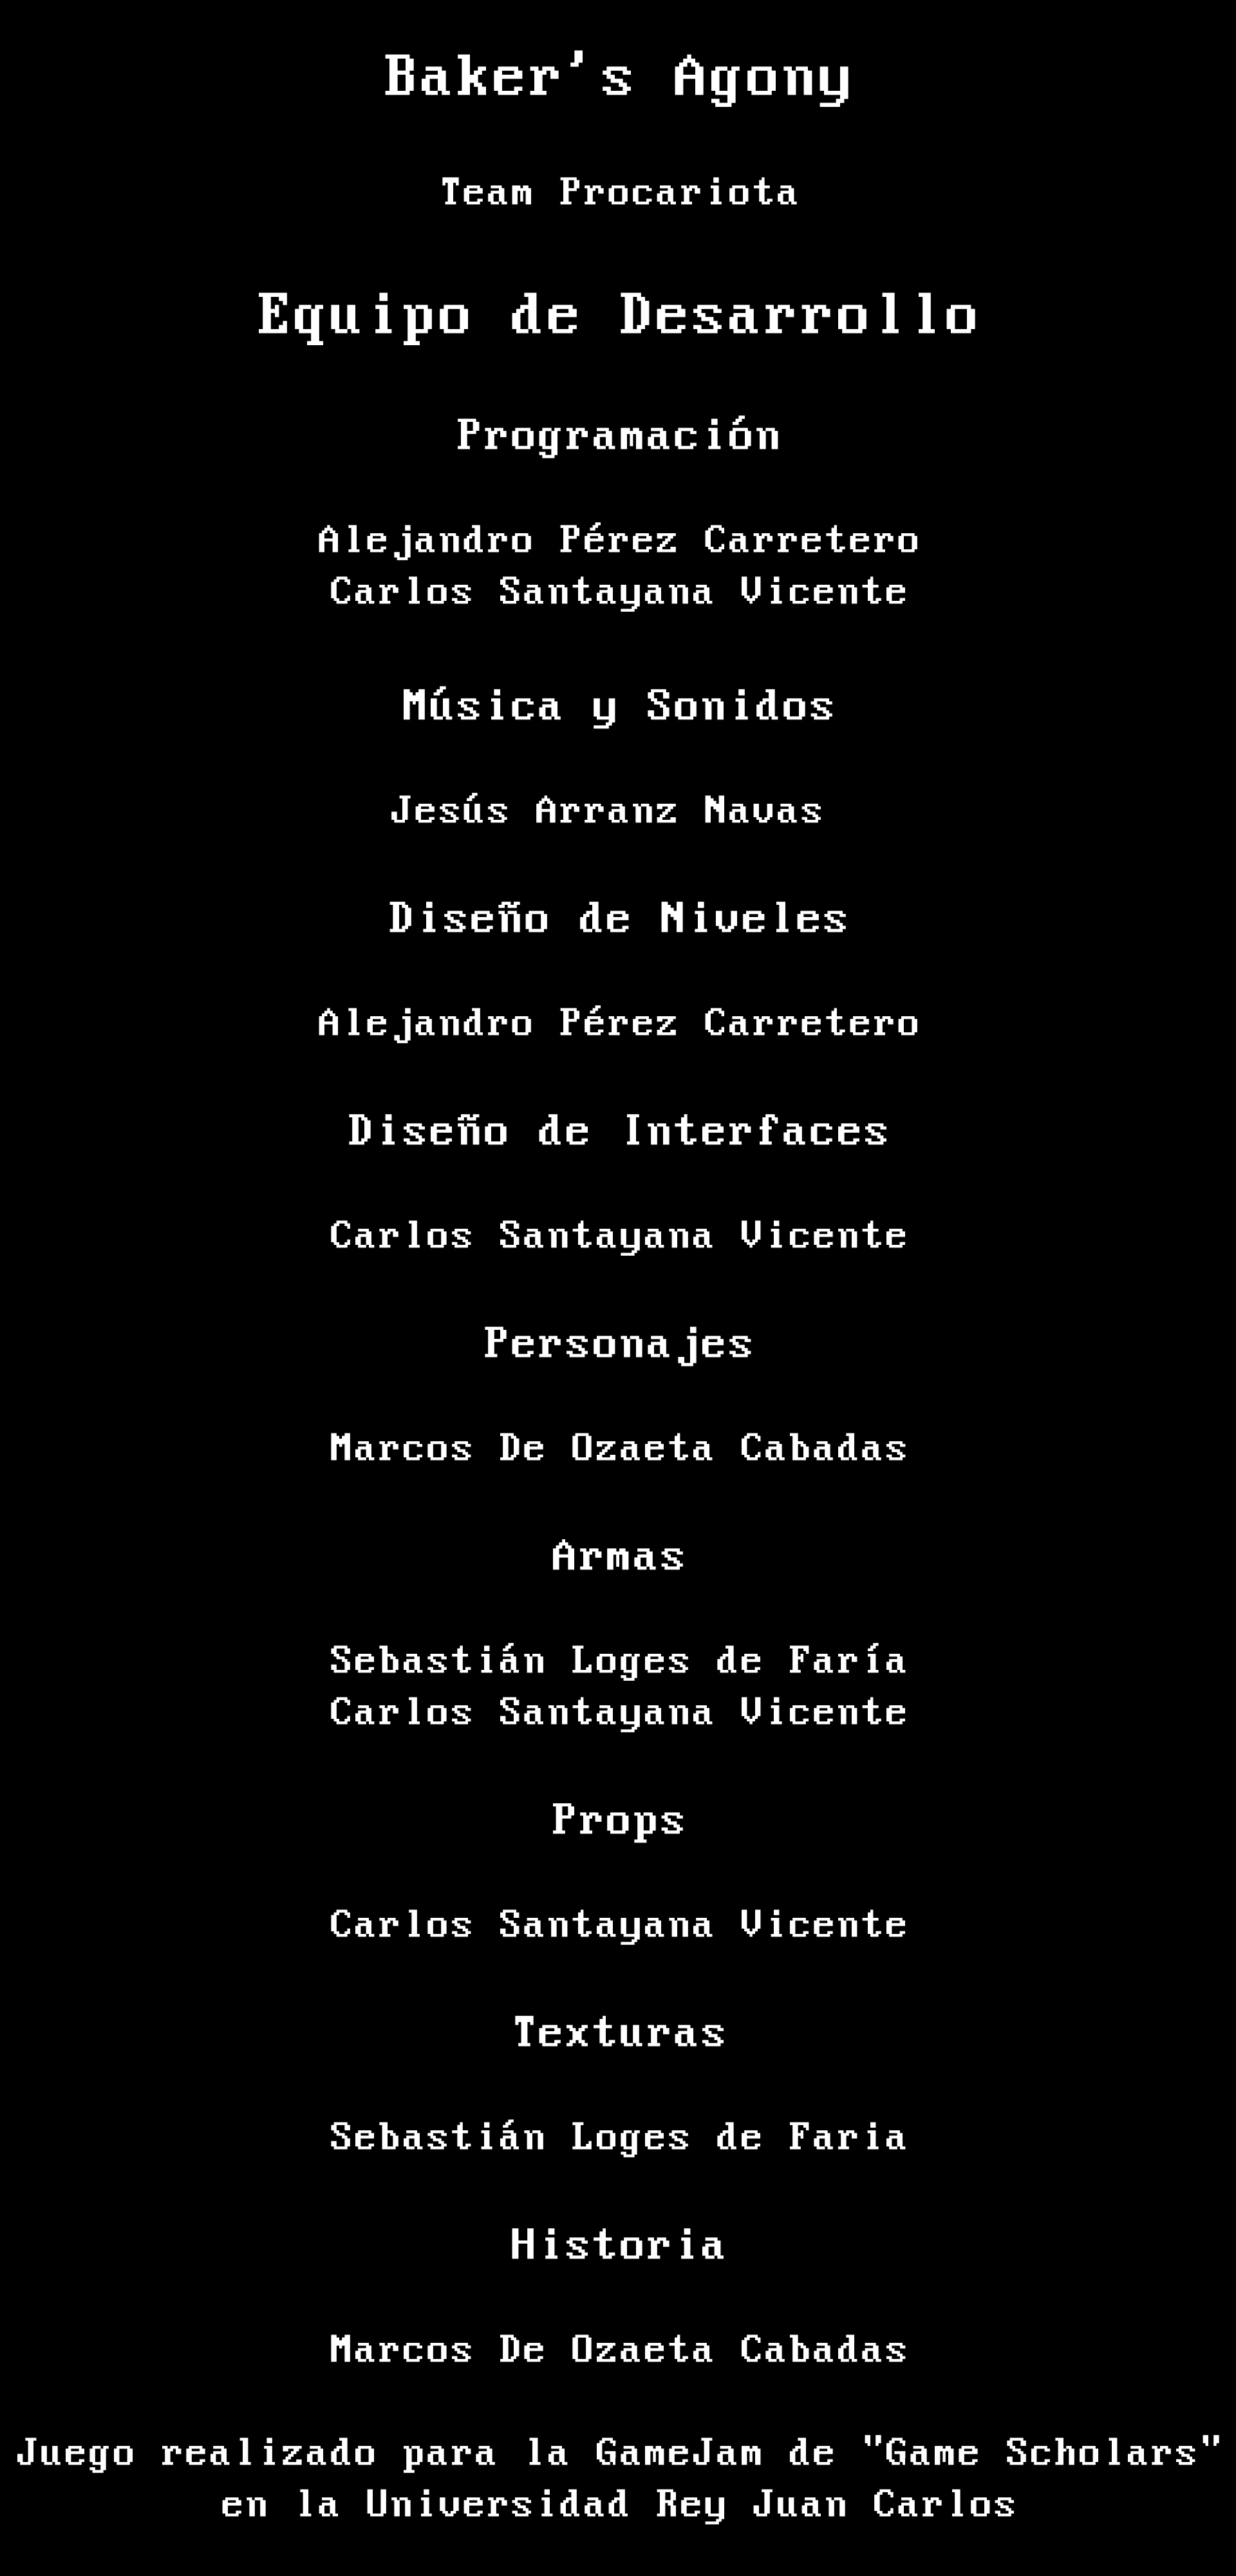 Baker's Agony
Team Procariota
Equipo de Desarrollo
Programación
Alejandro Pérez Carretero
Carlos Santayana Vicente
Música y Sonidos
Jesús Arranz Navas
Diseño de Niveles
Alejandro Pérez Carretero
Diseño de Interfaces
Carlos Santayana Vicente
Personajes
Marcos De Ozaeta Cabadas
Armas
Sebastián Loges de Faría
Carlos Santayana Vicente
Props
Carlos Santayana Vicente
Texturas
Sebastián Loges de Faria
Historia
Marcos De Ozaeta Cabadas
Juego realizado para la GameJam de "Game Scholars"
en la Universidad Rey Juan Carlos